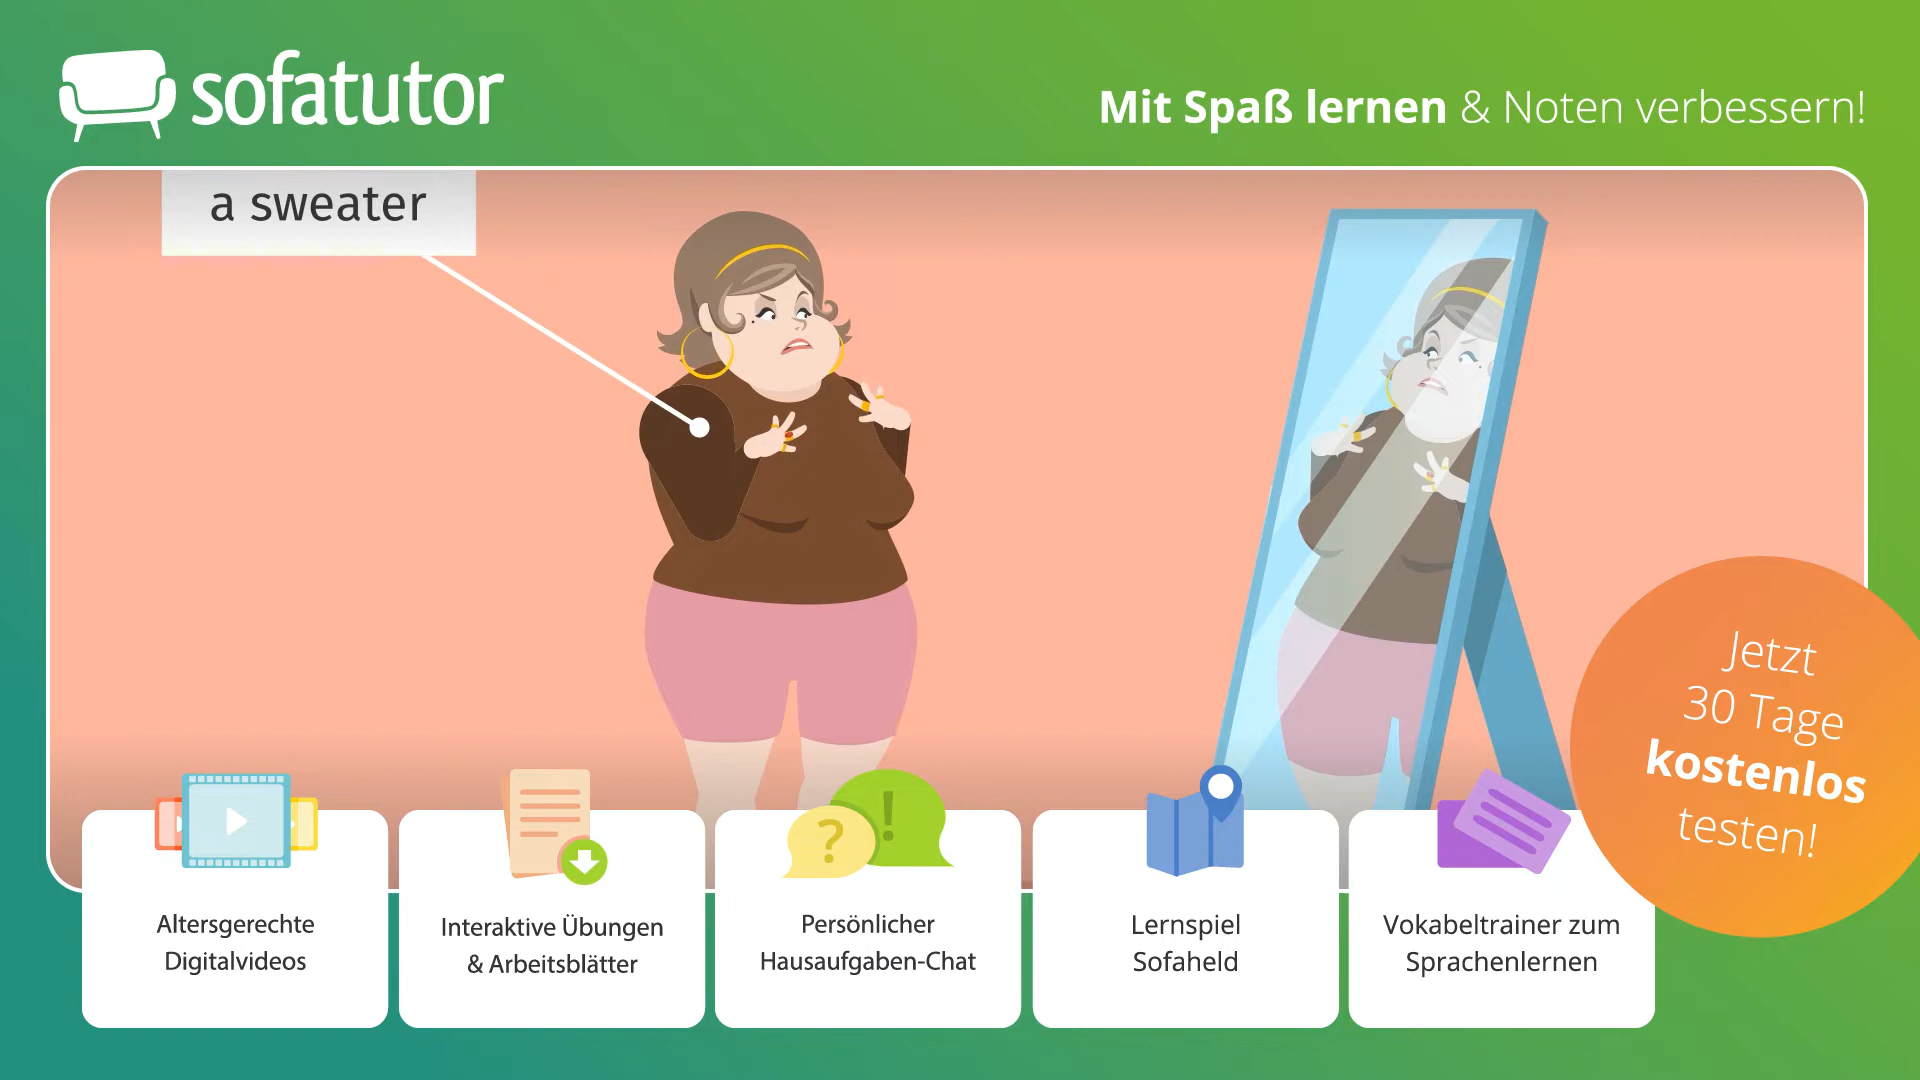 sofatutor
Mit Spaß lernen & Noten verbessern!
a sweater
Jetzt
30 Tage
kostenlos
testen!
?
!
Altersgerechte
Digitalvideos
Interaktive Übungen
& Arbeitsblätter
Persönlicher
Hausaufgaben-Chat
Lernspiel
Sofaheld
Vokabeltrainer zum
Sprachenlernen